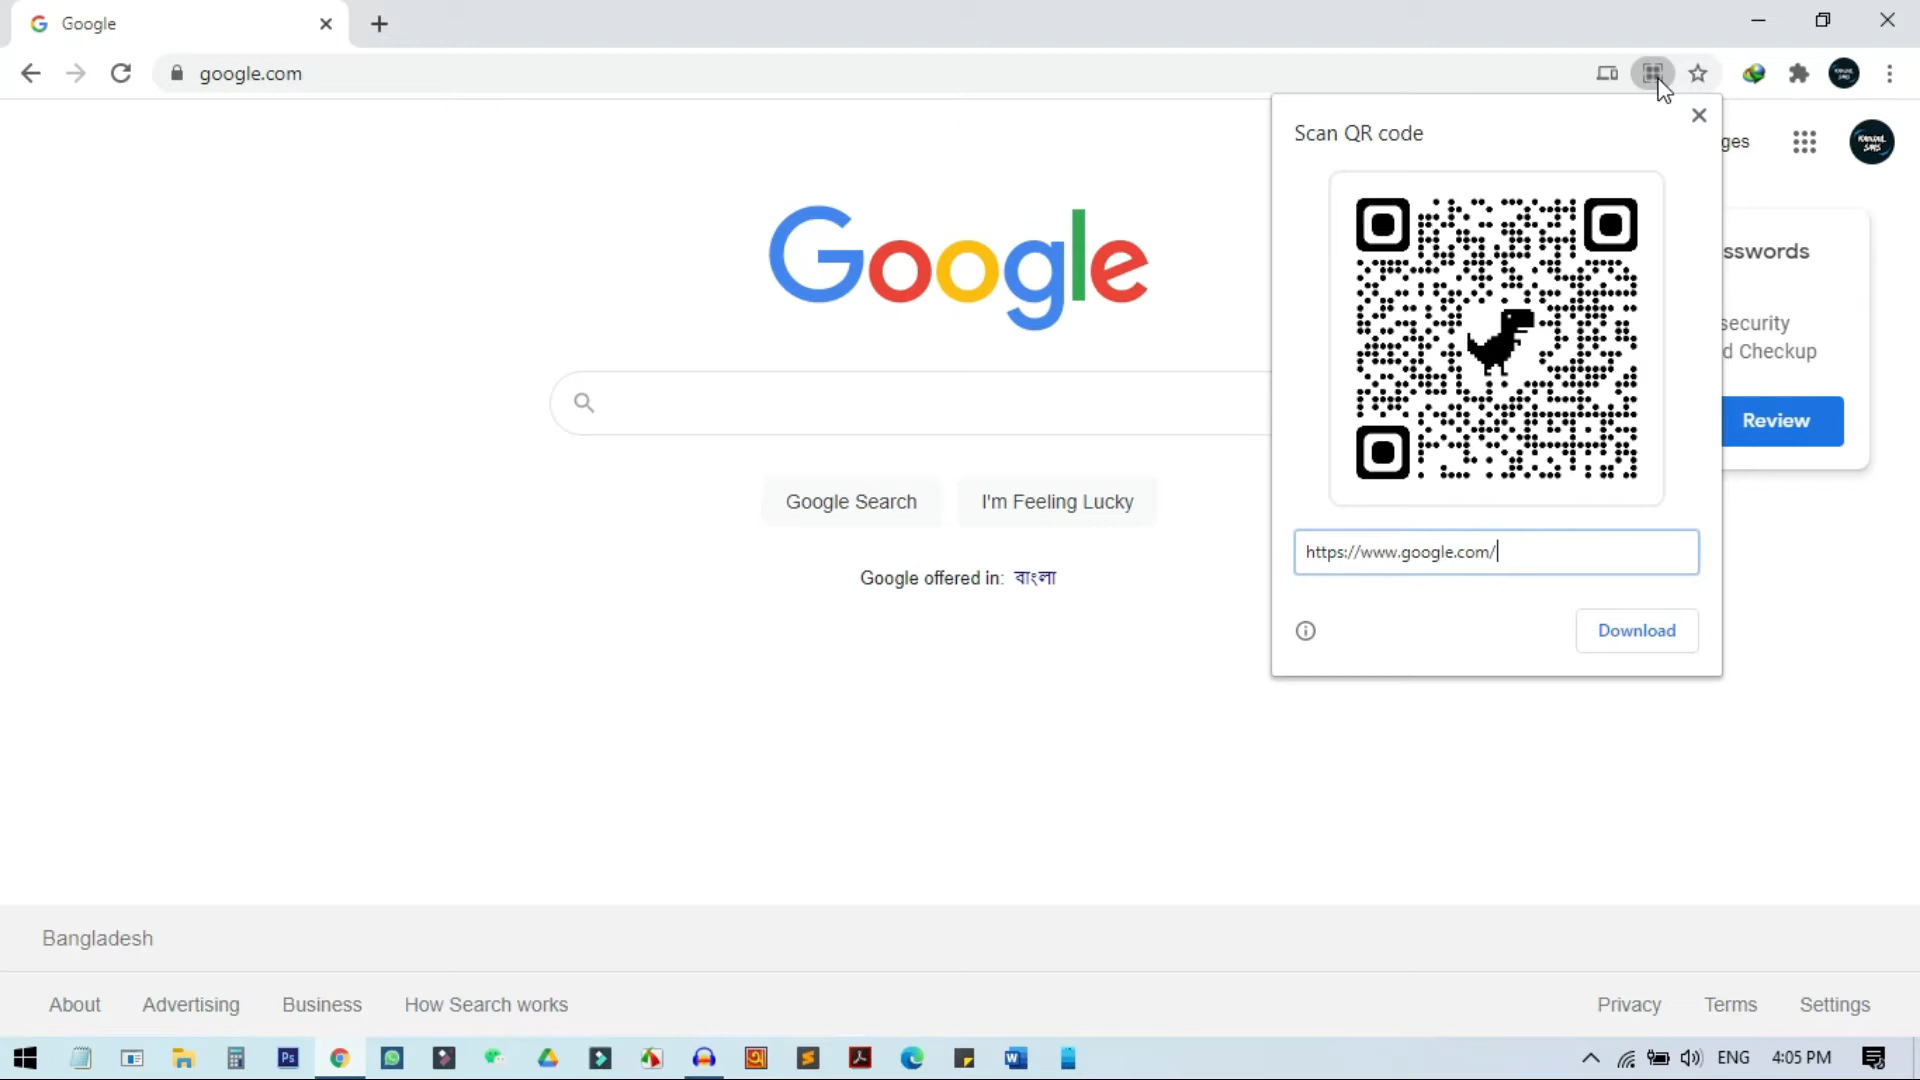 Google
google.com
Scan QR code
ges
Google
sswords
security
d Checkup
Review
Google Search
I'm Feeling Lucky
https://www.google.com/
Google offered in: বাংলা
Download
Bangladesh
About
Advertising
Business
How Search works
Privacy
Terms
Settings
Ps
W
ENG
4:05 PM